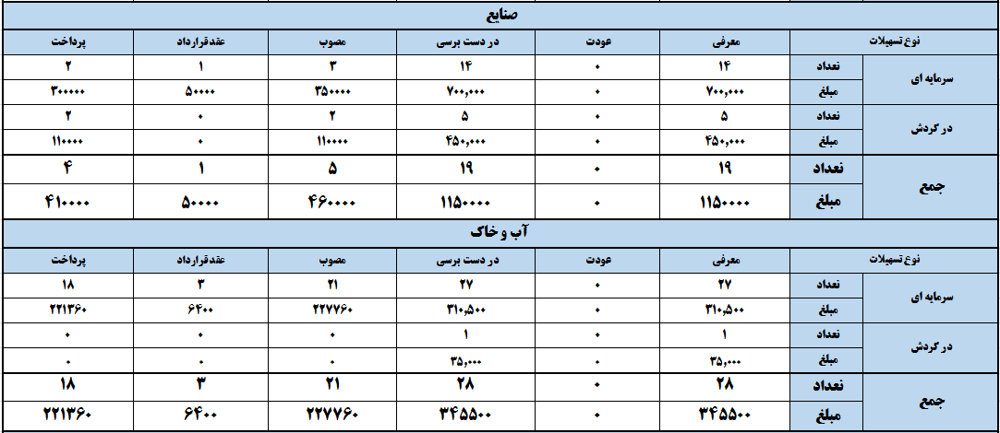 صنایع
نوع تسهیلات معرفی عودت در دست برسی مصوب عقد قرارداد پرداخت
سرمایه ای
تعداد ۱۴ ۰ ۱۴ ۳ ۱ ۲
مبلغ ۷۰۰,۰۰۰ ۰ ۷۰۰,۰۰۰ ۳۵۰۰۰۰ ۵۰۰۰۰ ۳۰۰۰۰۰
در گردش
تعداد ۵ ۰ ۵ ۲ ۰ ۲
مبلغ ۴۵۰,۰۰۰ ۰ ۴۵۰,۰۰۰ ۱۱۰۰۰۰ ۰ ۱۱۰۰۰۰
جمع
تعداد ۱۹ ۰ ۱۹ ۵ ۱ ۴
مبلغ ۱۱۵۰۰۰۰ ۰ ۱۱۵۰۰۰۰ ۴۶۰۰۰۰ ۵۰۰۰۰ ۴۱۰۰۰۰
آب و خاک
نوع تسهیلات معرفی عودت در دست برسی مصوب عقد قرارداد پرداخت
سرمایه ای
تعداد ۲۷ ۰ ۲۷ ۲۱ ۳ ۱۸
مبلغ ۳۱۰,۵۰۰ ۰ ۳۱۰,۵۰۰ ۲۲۷۷۶۰ ۶۴۰۰ ۲۲۱۳۶۰
در گردش
تعداد ۱ ۰ ۱ ۰ ۰ ۰
مبلغ ۳۵,۰۰۰ ۰ ۳۵,۰۰۰ ۰ ۰ ۰
جمع
تعداد ۲۸ ۰ ۲۸ ۲۱ ۳ ۱۸
مبلغ ۳۴۵۵۰۰ ۰ ۳۴۵۵۰۰ ۲۲۷۷۶۰ ۶۴۰۰ ۲۲۱۳۶۰